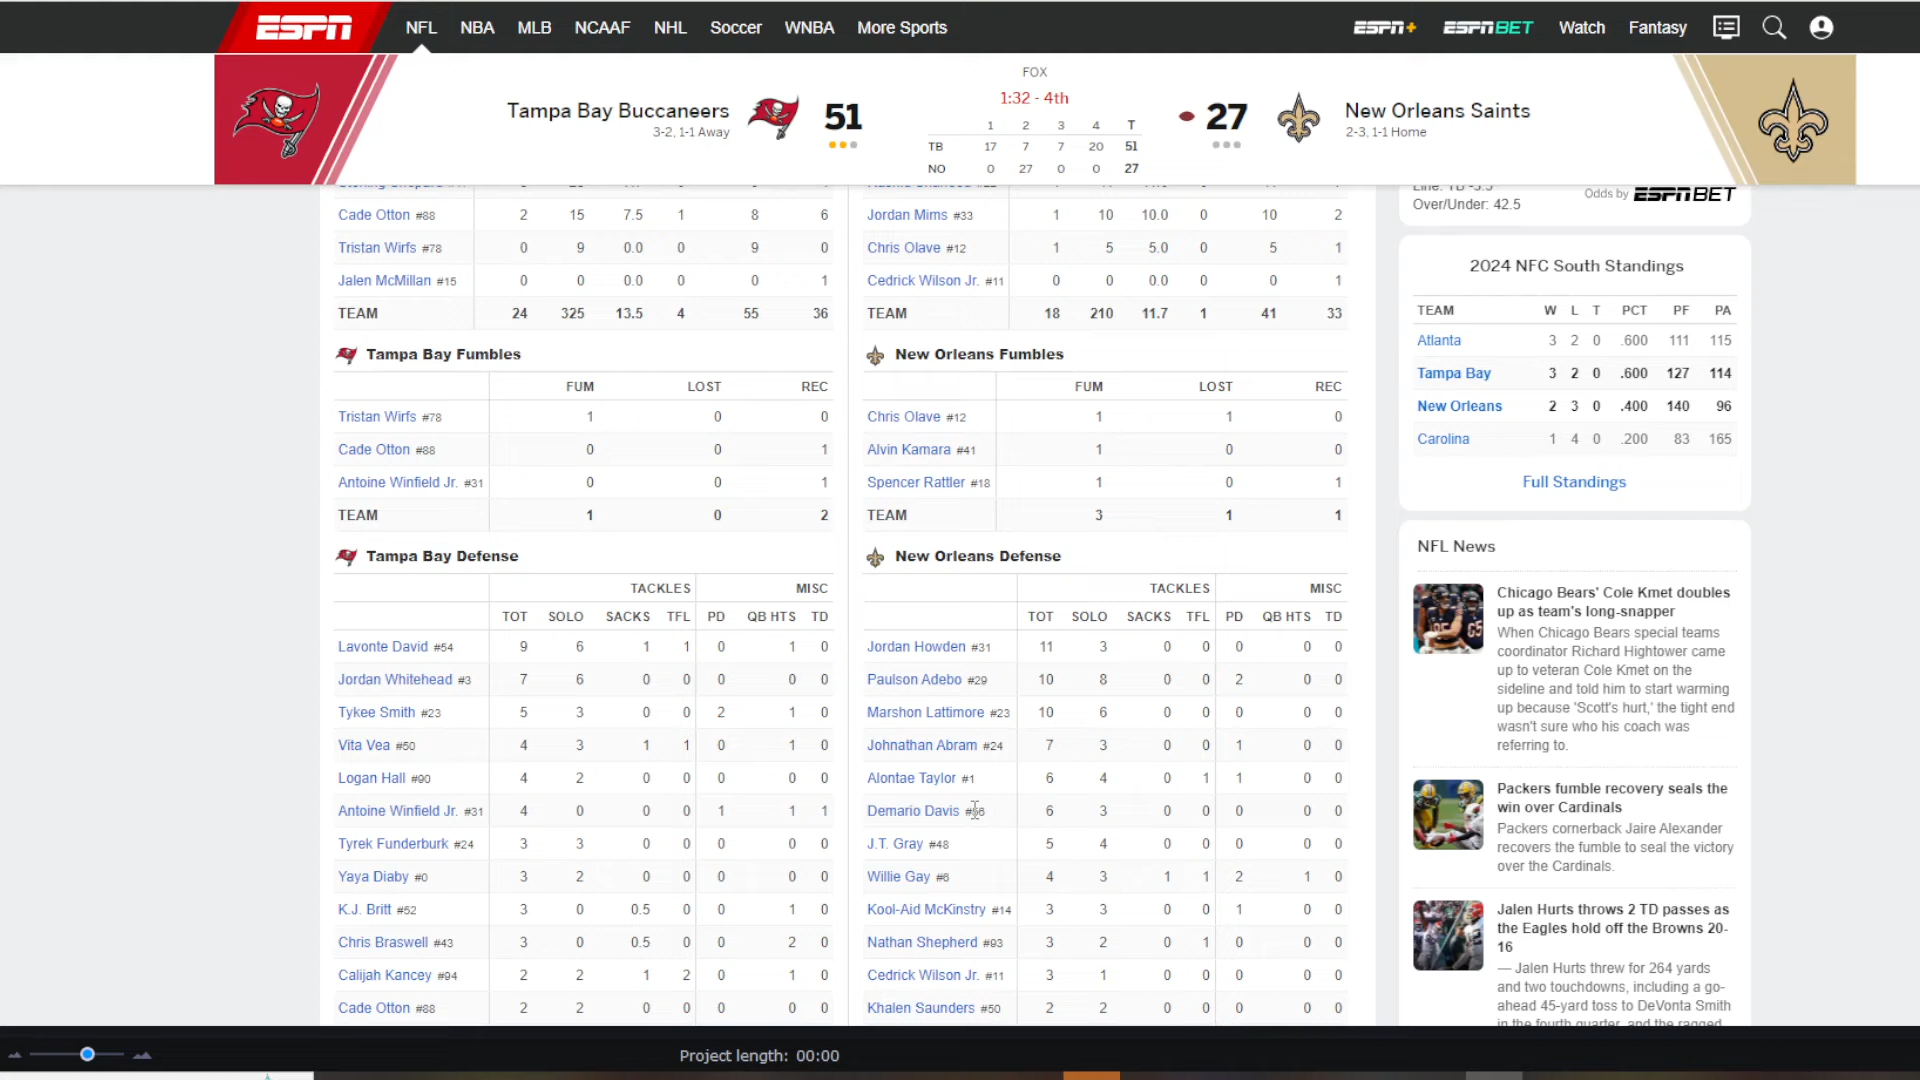 ESPN NFL NBA MLB NCAAF NHL Soccer WNBA More Sports ESPN+ ESPN BET Watch Fantasy
FOX
1:32 - 4th
Tampa Bay Buccaneers 51 27 New Orleans Saints
3-2, 1-1 Away 2-3, 1-1 Home
1 2 3 4 T
TB 17 7 7 20 51
NO 0 27 0 0 27
Cade Otton #88 2 15 7.5 1 8 6
Tristan Wirfs #78 0 9 0.0 0 9 0
Jalen McMillan #15 0 0 0.0 0 0 1
TEAM 24 325 13.5 4 55 36
Tampa Bay Fumbles
FUM LOST REC
Tristan Wirfs #78 1 0 0
Cade Otton #88 0 0 1
Antoine Winfield Jr. #31 0 0 1
TEAM 1 0 2
Tampa Bay Defense
TACKLES MISC
TOT SOLO SACKS TFL PD QB HTS TD
Lavonte David #54 9 6 1 1 0 1 0
Jordan Whitehead #3 7 6 0 0 0 0 0
Tykee Smith #23 5 3 0 0 2 1 0
Vita Vea #50 4 3 1 1 0 1 0
Logan Hall #90 4 2 0 0 0 0 0
Antoine Winfield Jr. #31 4 0 0 0 1 1 1
Tyrek Funderburk #24 3 3 0 0 0 0 0
Yaya Diaby #0 3 2 0 0 0 0 0
K.J. Britt #52 3 0 0.5 0 0 1 0
Chris Braswell #43 3 0 0.5 0 0 2 0
Calijah Kancey #94 2 2 1 2 0 1 0
Cade Otton #88 2 2 0 0 0 0 0
Jordan Mims #33 1 10 10.0 0 10 2
Chris Olave #12 1 5 5.0 0 5 1
Cedrick Wilson Jr. #11 0 0 0.0 0 0 1
TEAM 18 210 11.7 1 41 33
New Orleans Fumbles
FUM LOST REC
Chris Olave #12 1 1 0
Alvin Kamara #41 1 0 0
Spencer Rattler #18 1 0 1
TEAM 3 1 1
New Orleans Defense
TACKLES MISC
TOT SOLO SACKS TFL PD QB HTS TD
Jordan Howden #31 11 3 0 0 0 0 0
Paulson Adebo #29 10 8 0 0 2 0 0
Marshon Lattimore #23 10 6 0 0 0 0 0
Johnathan Abram #24 7 3 0 0 1 0 0
Alontae Taylor #1 6 4 0 1 1 0 0
Demario Davis 6 3 0 0 0 0 0
J.T. Gray #48 5 4 0 0 0 0 0
Willie Gay #6 4 3 1 1 2 1 0
Kool-Aid McKinstry #14 3 3 0 0 1 0 0
Nathan Shepherd #93 3 2 0 1 0 0 0
Cedrick Wilson Jr. #11 3 1 0 0 0 0 0
Khalen Saunders #50 2 2 0 0 0 0 0
Over/Under: 42.5
Odds by ESPN BET
2024 NFC South Standings
TEAM W L T PCT PF PA
Atlanta 3 2 0 .600 111 115
Tampa Bay 3 2 0 .600 127 114
New Orleans 2 3 0 .400 140 96
Carolina 1 4 0 .200 83 165
Full Standings
NFL News
Chicago Bears' Cole Kmet doubles
up as team's long-snapper
When Chicago Bears special teams
coordinator Richard Hightower came
up to veteran Cole Kmet on the
sideline and told him to start warming
up because 'Scott's hurt,' the tight end
wasn't sure who his coach was
referring to.
Packers fumble recovery seals the
win over Cardinals
Packers cornerback Jaire Alexander
recovers the fumble to seal the victory
over the Cardinals.
Jalen Hurts throws 2 TD passes as
the Eagles hold off the Browns 20-
16
— Jalen Hurts threw for 264 yards
and two touchdowns, including a go-
ahead 45-yard toss to DeVonta Smith
in the fourth quarter, and the ragged
Project length: 00:00